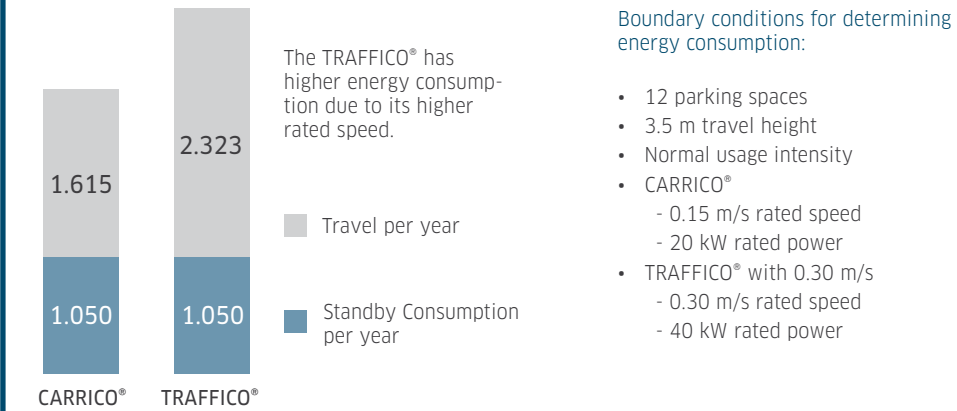 2.323
1.615
1.050
1.050
CARRICO®
TRAFFICO®
The TRAFFICO® has
higher energy consump-
tion due to its higher
rated speed.
Travel per year
Standby Consumption
per year
Boundary conditions for determining
energy consumption:
• 12 parking spaces
• 3.5 m travel height
• Normal usage intensity
• CARRICO®
- 0.15 m/s rated speed
- 20 kW rated power
• TRAFFICO® with 0.30 m/s
- 0.30 m/s rated speed
- 40 kW rated power